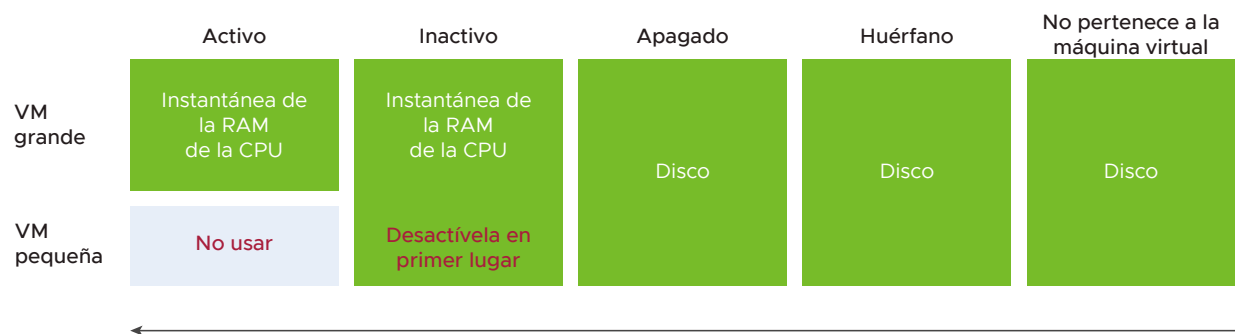 Activo
Inactivo
Apagado
Huérfano
No pertenece a la
máquina virtual
VM
grande
Instantánea de
la RAM
de la CPU
Instantánea de
la RAM
de la CPU
Disco
Disco
Disco
VM
pequeña
No usar
Desactívela en
primer lugar